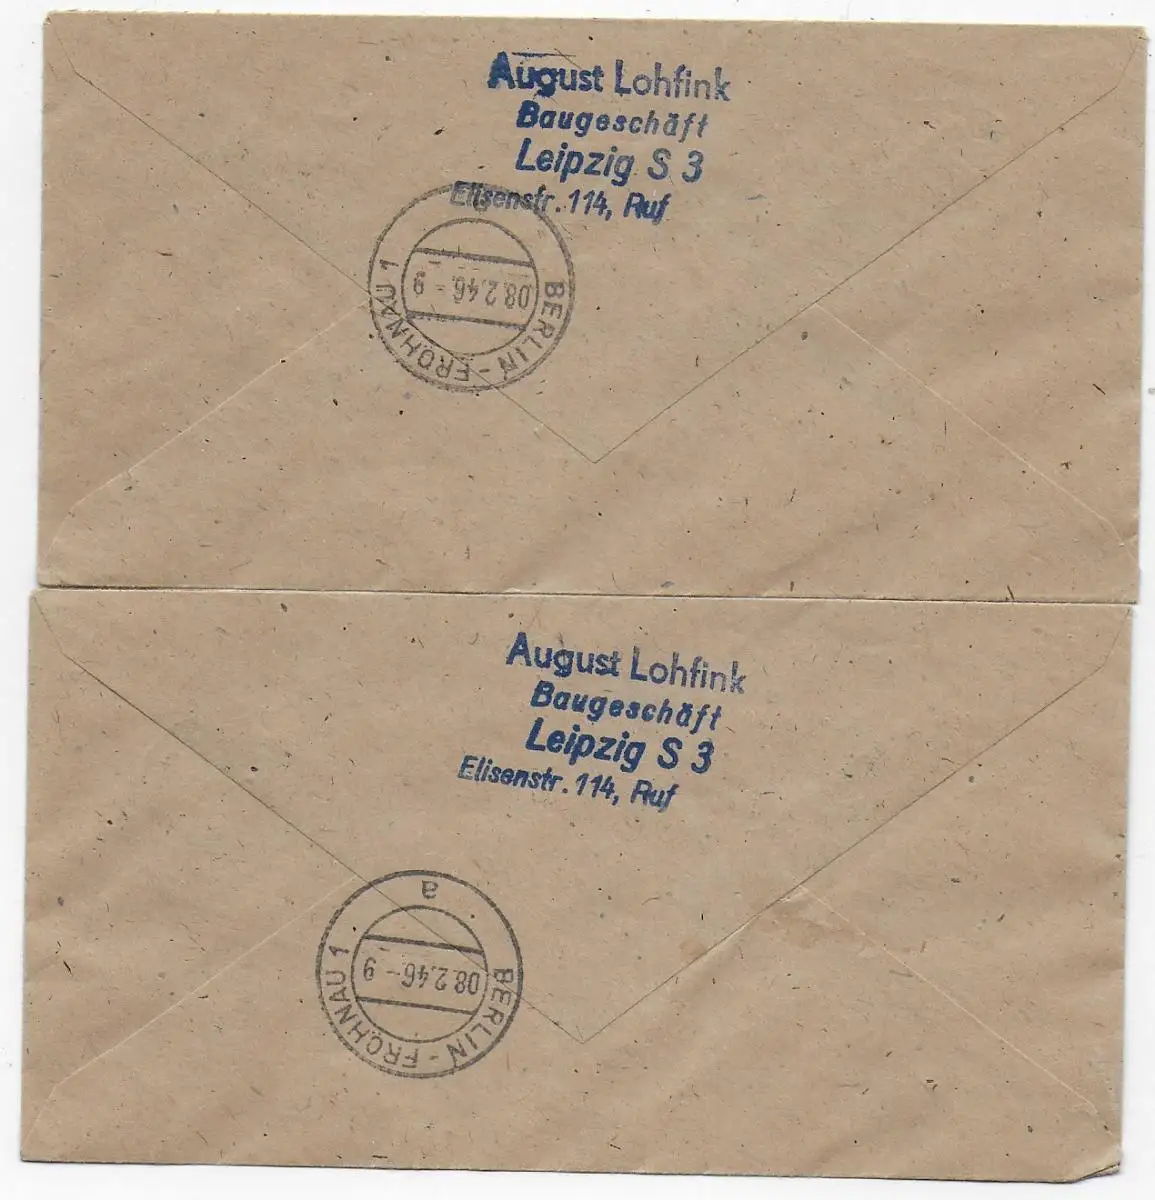 August Lohfink
Baugeschäft
Leipzig S 3
Elisenstr. 114, Ruf
BERLIN - FROHNAU 1
08.2.46.-9
August Lohfink
Baugeschäft
Leipzig S 3
Elisenstr. 114, Ruf
a
BERLIN - FROHNAU 1
08.2.46-9